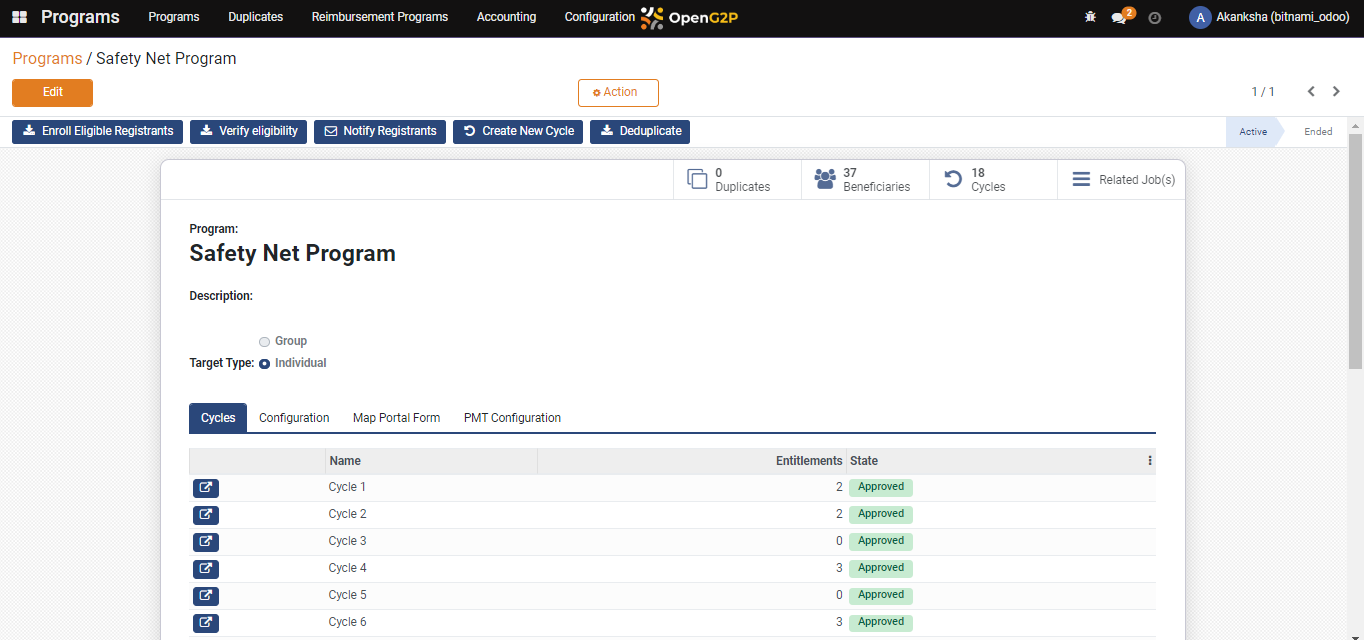 Programs Programs Duplicates Reimbursement Programs Accounting Configuration OpenG2P 2 A Akanksha (bitnami_odoo)
Programs / Safety Net Program
Edit Action 1 / 1
Enroll Eligible Registrants Verify eligibility Notify Registrants Create New Cycle Deduplicate Active Ended
0 Duplicates 37 Beneficiaries 18 Cycles Related Job(s)
Program:
Safety Net Program
Description:
Group
Target Type: Individual
Cycles Configuration Map Portal Form PMT Configuration
Name Entitlements State
Cycle 1 2 Approved
Cycle 2 2 Approved
Cycle 3 0 Approved
Cycle 4 3 Approved
Cycle 5 0 Approved
Cycle 6 3 Approved